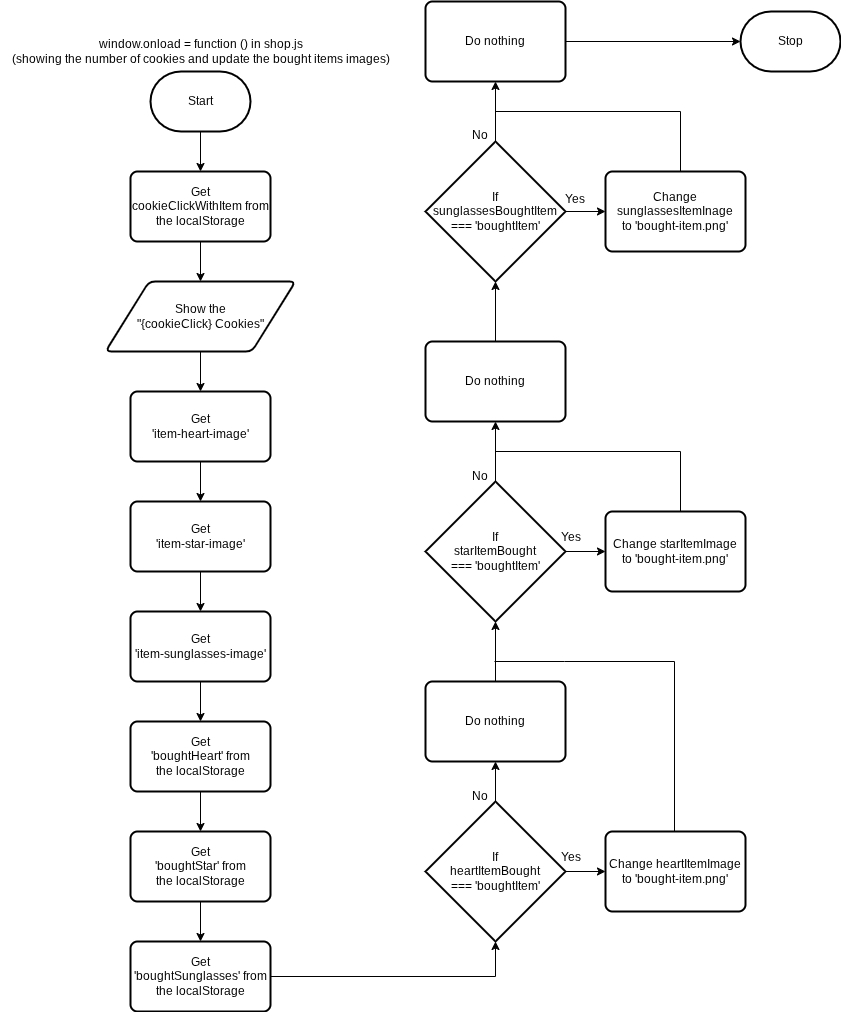 window.onload = function () in shop.js
(showing the number of cookies and update the bought items images)
Start
Get
cookieClickWithItem from
the localStorage
Show the
"{cookieClick} Cookies"
Get
'item-heart-image'
Get
'item-star-image'
Get
'item-sunglasses-image'
Get
'boughtHeart' from
the localStorage
Get
'boughtStar' from
the localStorage
Get
'boughtSunglasses' from
the localStorage
If
heartItemBought
=== 'boughtItem'
Yes
Change heartItemImage
to 'bought-item.png'
No
Do nothing
If
starItemBought
=== 'boughtItem'
Yes
Change starItemImage
to 'bought-item.png'
No
Do nothing
If
sunglassesBoughtItem
=== 'boughtItem'
Yes
Change
sunglassesItemInage
to 'bought-item.png'
No
Do nothing
Stop